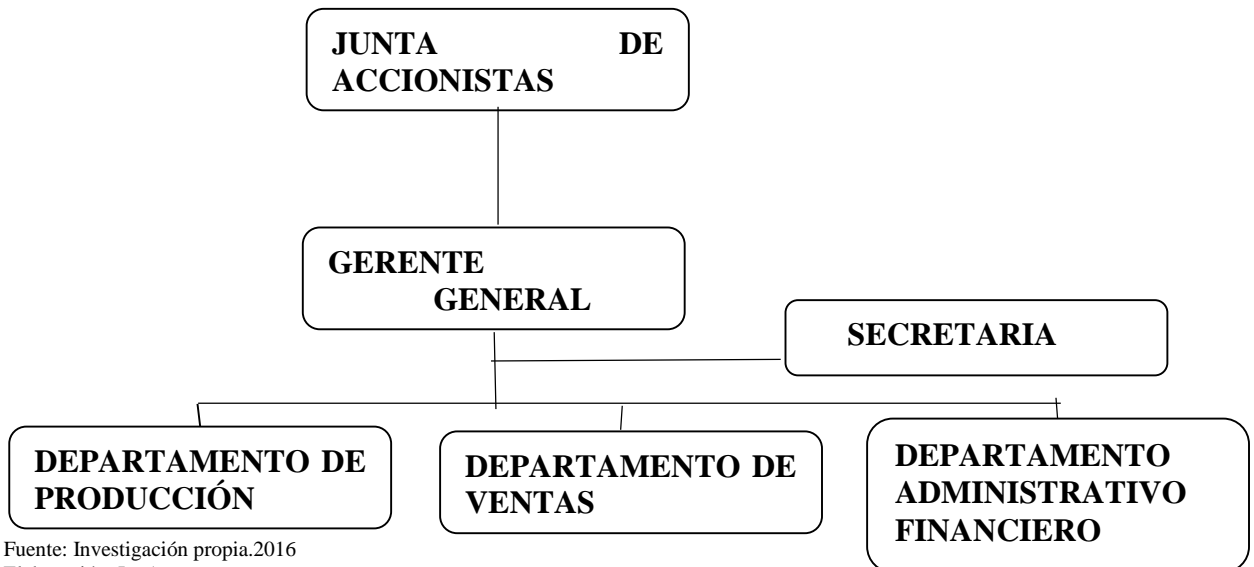 JUNTA DE
ACCIONISTAS
GERENTE
GENERAL
SECRETARIA
DEPARTAMENTO DE
PRODUCCIÓN
DEPARTAMENTO DE
VENTAS
DEPARTAMENTO
ADMINISTRATIVO
FINANCIERO
Fuente: Investigación propia.2016